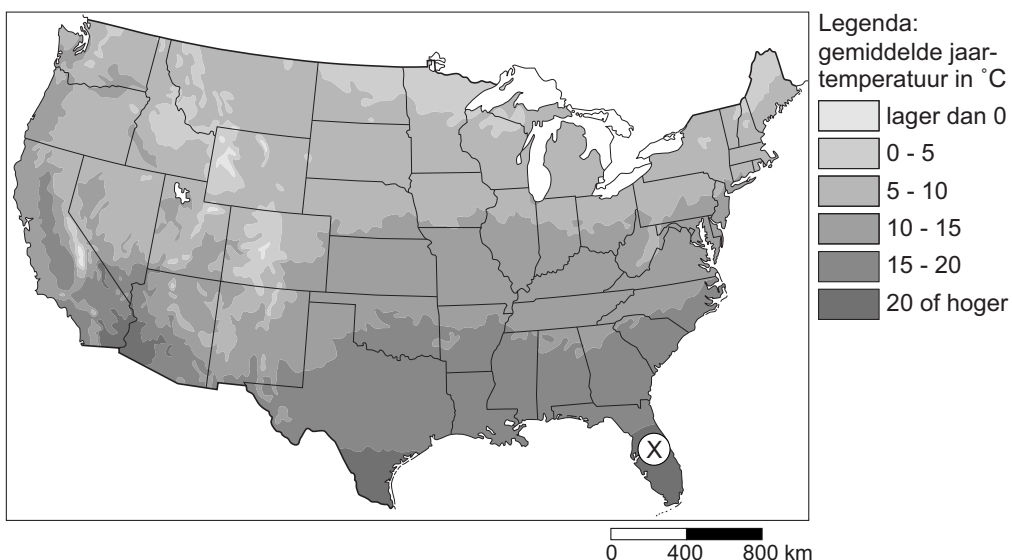 Legenda:
gemiddelde jaar-
temperatuur in ˚C
lager dan 0
0 - 5
5 - 10
10 - 15
15 - 20
20 of hoger
X
0 400 800 km